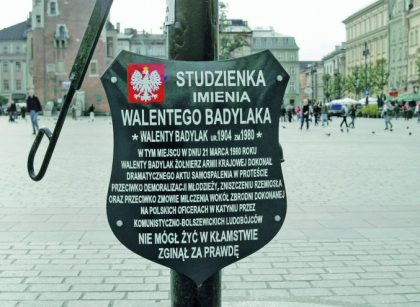 STUDZIENKA
IMIENIA
WALENTEGO BADYLAKA
* WALENTY BADYLAK UR. 1904 ZM. 1980 *
W TYM MIEJSCU W DNIU 21 MARCA 1980 ROKU
WALENTY BADYLAK ŻOŁNIERZ ARMII KRAJOWEJ DOKONAŁ
DRAMATYCZNEGO AKTU SAMOSPALENIA W PROTEŚCIE
PRZECIWKO DEMORALIZACJI MŁODZIEŻY, ZNISZCZENIU RZEMIOSŁA
ORAZ PRZECIWKO ZMOWIE MILCZENIA WOKÓŁ ZBRODNI DOKONANEJ
NA POLSKICH OFICERACH W KATYNIU PRZEZ
KOMUNISTYCZNO-BOLSZEWICKICH LUDOBÓJCÓW
NIE MÓGŁ ŻYĆ W KŁAMSTWIE
ZGINĄŁ ZA PRAWDĘ